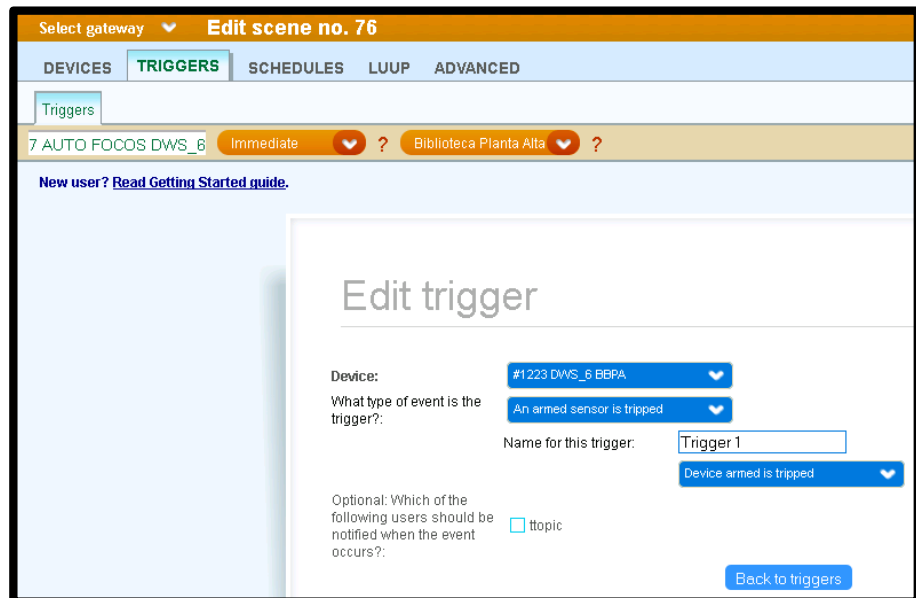 Select gateway Edit scene no. 76
DEVICES TRIGGERS SCHEDULES LUUP ADVANCED
Triggers
7 AUTO FOCOS DWS_6 Immediate ? Biblioteca Planta Alta ?
New user? Read Getting Started guide.
Edit trigger
Device: #1223 DWS_6 BBPA
What type of event is the
trigger?: An armed sensor is tripped
Name for this trigger: Trigger 1
Device armed is tripped
Optional: Which of the
following users should be
notified when the event
occurs?: ttopic
Back to triggers